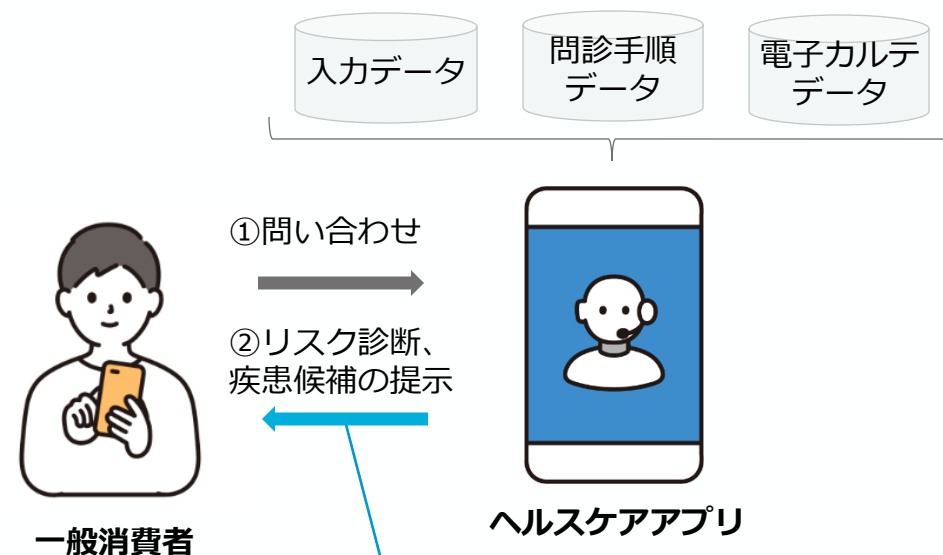 入力データ
問診手順
データ
電子カルテ
データ
①問い合わせ
②リスク診断、
疾患候補の提示
一般消費者
ヘルスケアアプリ